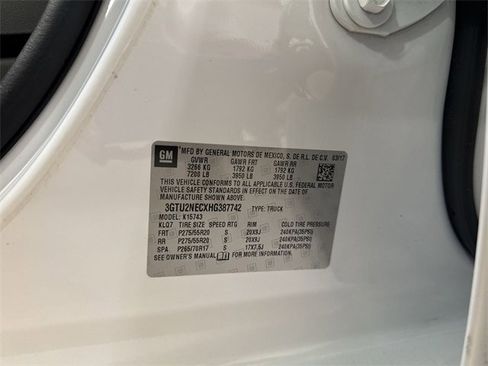 GM
MFD BY GENERAL MOTORS DE MEXICO, S. DE R.L. DE C.V. 03/17
GVWR GAWR FRT GAWR RR
3266 KG 1792 KG 1792 KG
7200 LB 3950 LB 3950 LB
THIS VEHICLE CONFORMS TO ALL APPLICABLE U.S. FEDERAL MOTOR
VEHICLE SAFETY STANDARDS IN EFFECT ON THE DATE OF
MANUFACTURE SHOWN ABOVE.
3GTU2NECXHG387742 TYPE: TRUCK
MODEL: K15743
KLO7 TIRE SIZE SPEED RTG RIM COLD TIRE PRESSURE
FRT P275/55R20 S 20X9J 240KPA(35PSI)
RR P275/55R20 S 20X9J 240KPA(35PSI)
SPA P265/70R17 S 17X7.5J 240KPA(35PSI)
SEE OWNER'S MANUAL FOR MORE INFORMATION.